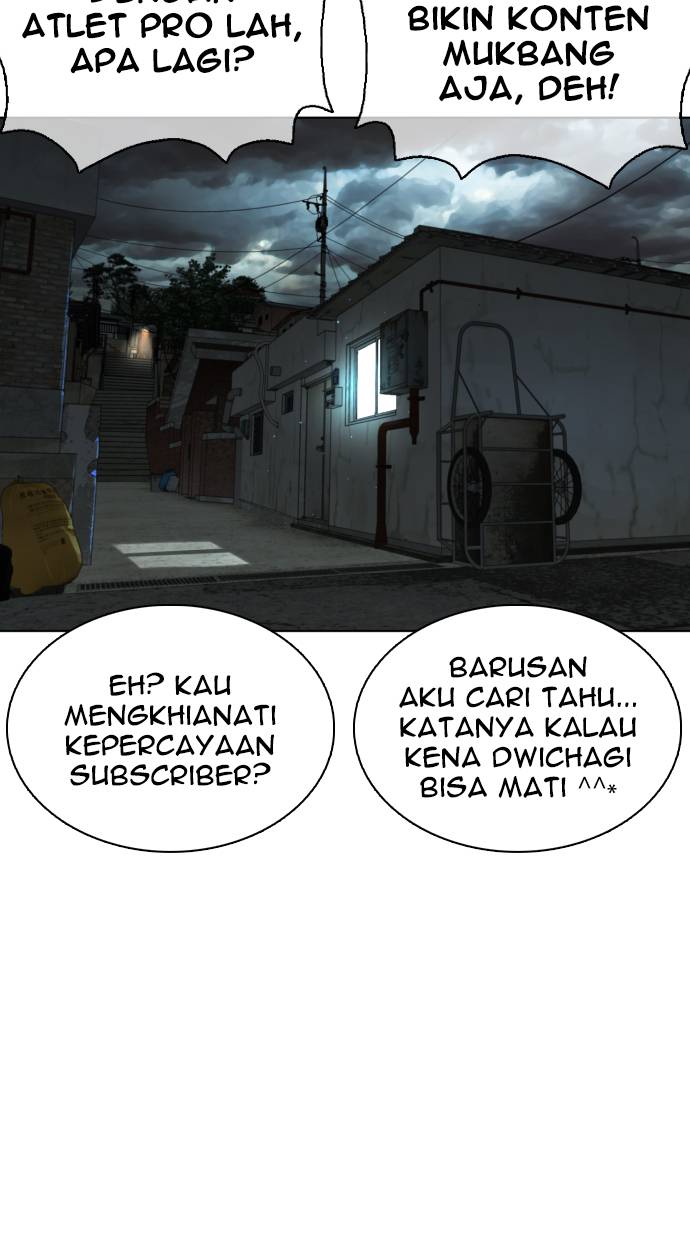 ATLET PRO LAH,
APA LAGI?
BIKIN KONTEN
MUKBANG
AJA, DEH!
EH? KAU
MENGKHIANATI
KEPERCAYAAN
SUBSCRIBER?
BARUSAN
AKU CARI TAHU...
KATANYA KALAU
KENA DWICHAGI
BISA MATI ^^*